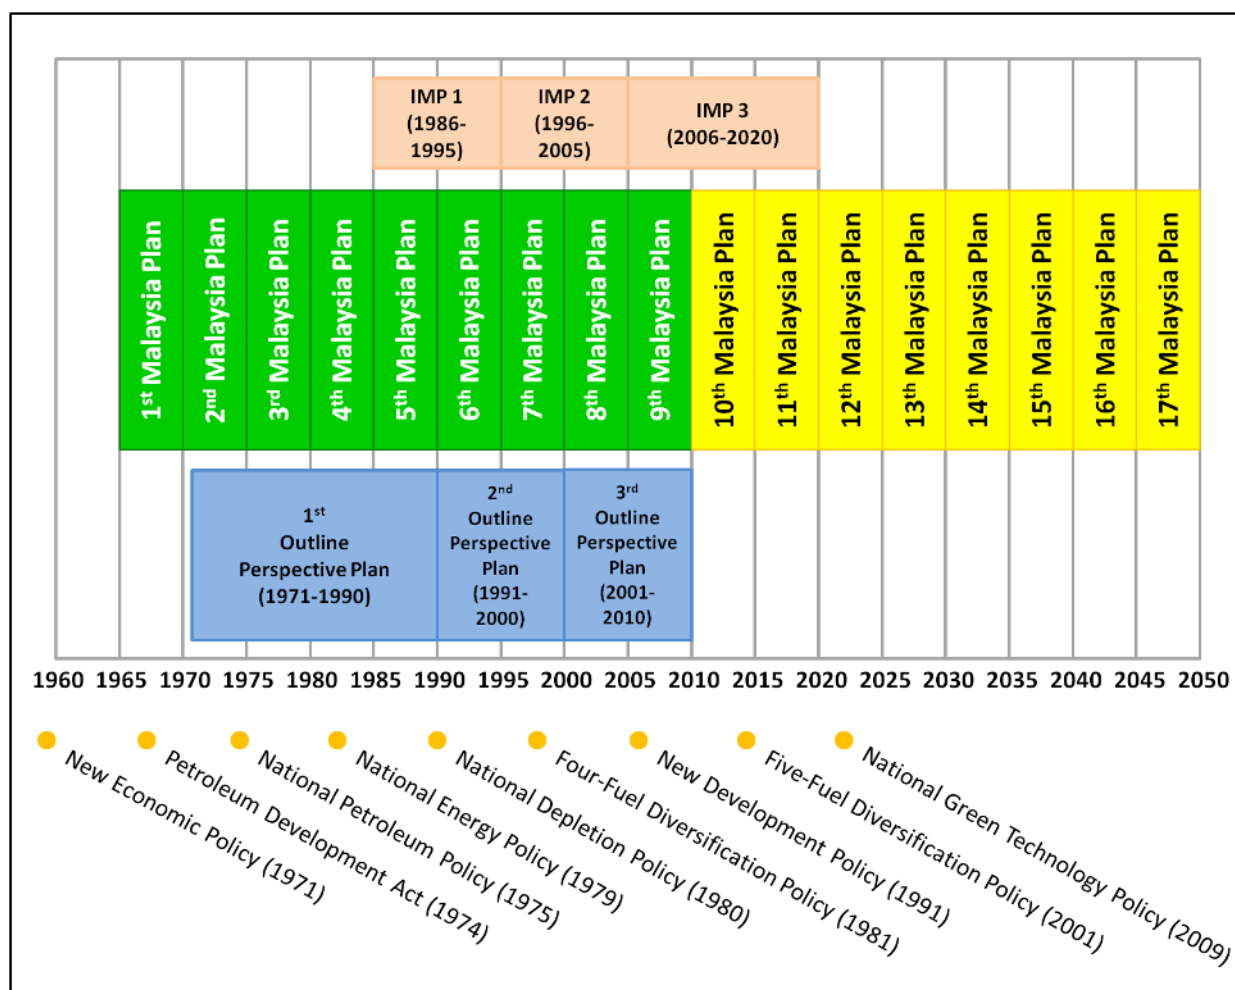 IMP 1
(1986-
1995)
IMP 2
(1996-
2005)
IMP 3
(2006-2020)
1st Malaysia Plan
2nd Malaysia Plan
3rd Malaysia Plan
4th Malaysia Plan
5th Malaysia Plan
6th Malaysia Plan
7th Malaysia Plan
8th Malaysia Plan
9th Malaysia Plan
10th Malaysia Plan
11th Malaysia Plan
12th Malaysia Plan
13th Malaysia Plan
14th Malaysia Plan
15th Malaysia Plan
16th Malaysia Plan
17th Malaysia Plan
1st
Outline
Perspective Plan
(1971-1990)
2nd
Outline
Perspective
Plan
(1991-
2000)
3rd
Outline
Perspective
Plan
(2001-
2010)
1960 1965 1970 1975 1980 1985 1990 1995 2000 2005 2010 2015 2020 2025 2030 2035 2040 2045 2050
New Economic Policy (1971)
Petroleum Development Act (1974)
National Petroleum Policy (1975)
National Energy Policy (1979)
National Depletion Policy (1980)
Four-Fuel Diversification Policy (1981)
New Development Policy (1991)
Five-Fuel Diversification Policy (2001)
National Green Technology Policy (2009)